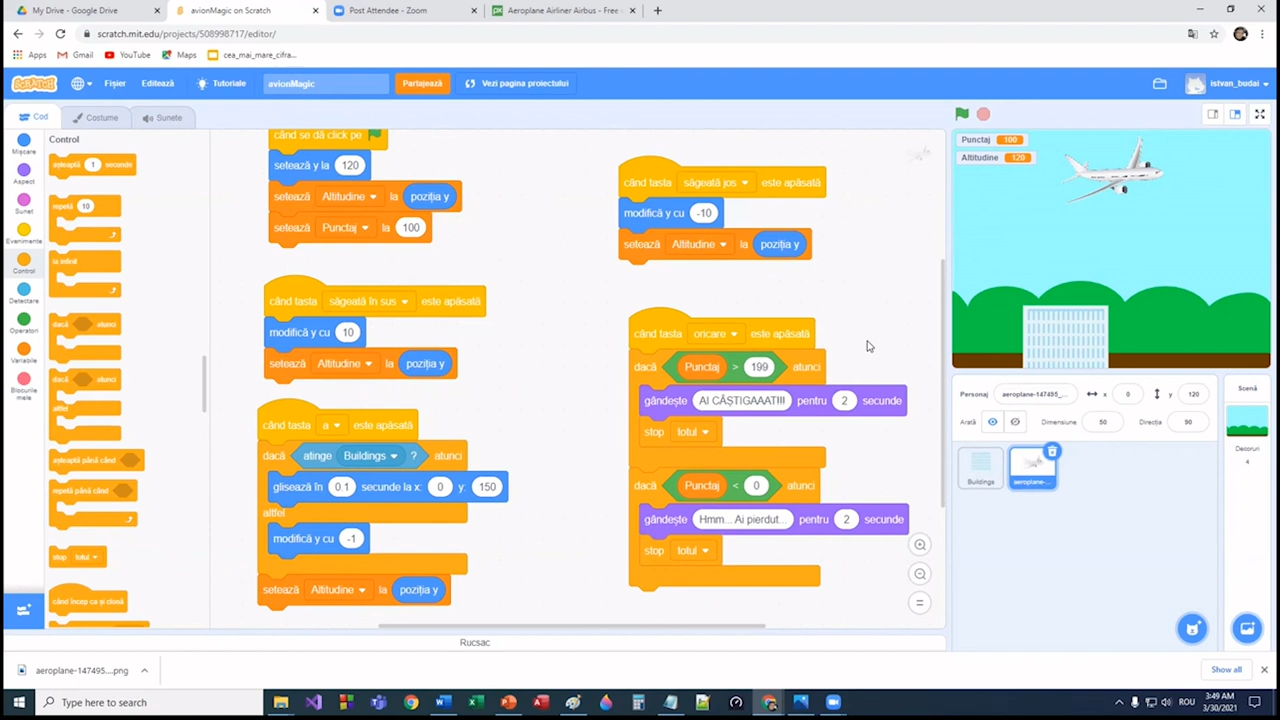 My Drive - Google Drive
avionMagic on Scratch
Post Attendee - Zoom
Aeroplane Airliner Airbus - Free
scratch.mit.edu/projects/508998717/editor/
Apps
Gmail
YouTube
Maps
cea_mai_mare_cifra...
SCRATCH
Fișier
Editează
Tutoriale
avionMagic
Partajează
Vezi pagina proiectului
istvan_budai
Cod
Costume
Sunete
Mișcare
Aspect
Sunet
Evenimente
Control
Detectare
Operatori
Variabile
Blocurile
mele
Control
așteaptă 1 secunde
repetă 10
la infinit
dacă atunci
dacă atunci
altfel
așteaptă până când
repetă până când
stop totul
când încep ca și clonă
când se dă click pe
setează y la 120
setează Altitudine la poziția y
setează Punctaj la 100
când tasta săgeată în sus este apăsată
modifică y cu 10
setează Altitudine la poziția y
când tasta a este apăsată
dacă atinge Buildings ? atunci
glisează în 0.1 secunde la x: 0 y: 150
altfel
modifică y cu -1
setează Altitudine la poziția y
când tasta săgeată jos este apăsată
modifică y cu -10
setează Altitudine la poziția y
când tasta oricare este apăsată
dacă Punctaj > 199 atunci
gândește AI CÂȘTIGAAAT!!! pentru 2 secunde
stop totul
dacă Punctaj < 0 atunci
gândește Hmm... Ai pierdut... pentru 2 secunde
stop totul
Rucsac
Punctaj 100
Altitudine 120
Personaj aeroplane-147495_... x 0 y 120
Arată Dimensiune 50 Direcția 90
Buildings
aeroplane-...
Scenă
Decoruri
4
aeroplane-147495....png
Show all
Type here to search
ROU
3:49 AM
3/30/2021